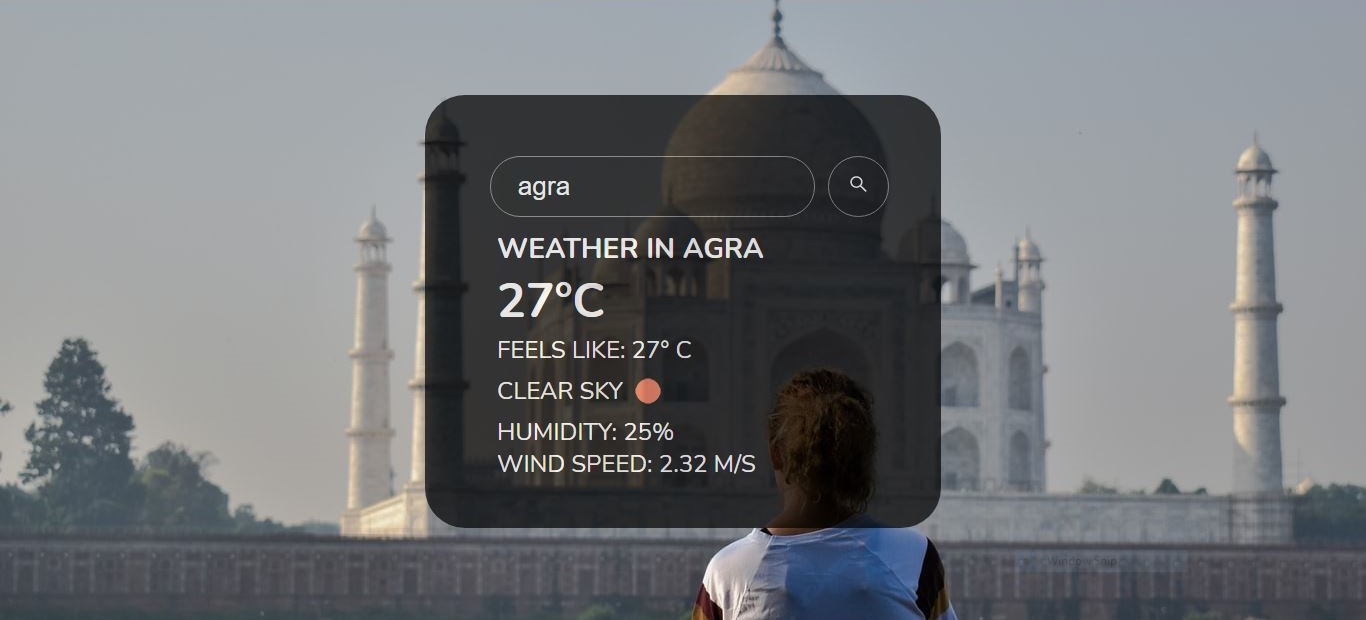 agra
WEATHER IN AGRA
27°C
FEELS LIKE: 27° C
CLEAR SKY
HUMIDITY: 25%
WIND SPEED: 2.32 M/S
Window Snip